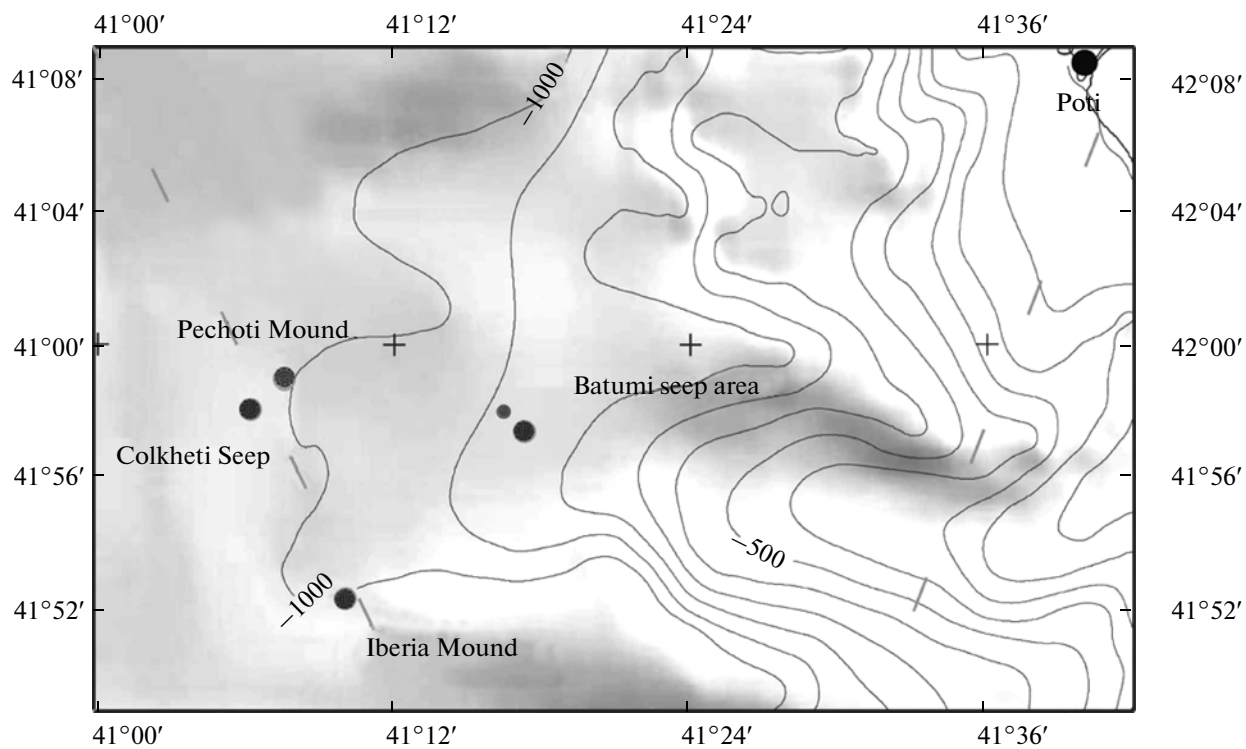 41°00′ 41°12′ 41°24′ 41°36′
41°08′ 42°08′
–1000
Poti
41°04′ 42°04′
Pechoti Mound
41°00′ 42°00′
Batumi seep area
Colkheti Seep
41°56′ 41°56′
–500
–1000
41°52′ 41°52′
Iberia Mound
41°00′ 41°12′ 41°24′ 41°36′